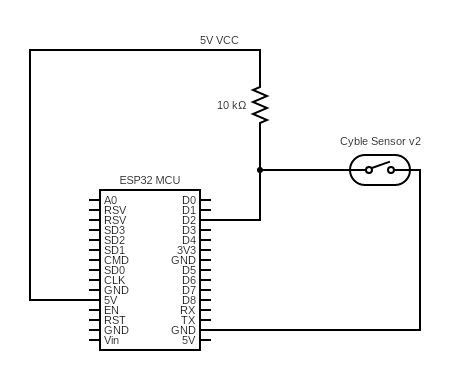 5V VCC
10 kΩ
Cyble Sensor v2
ESP32 MCU
A0 D0
RSV D1
RSV D2
SD3 D3
SD2 D4
SD1 3V3
CMD GND
SD0 D5
CLK D6
GND D7
5V D8
EN RX
RST TX
GND GND
Vin 5V